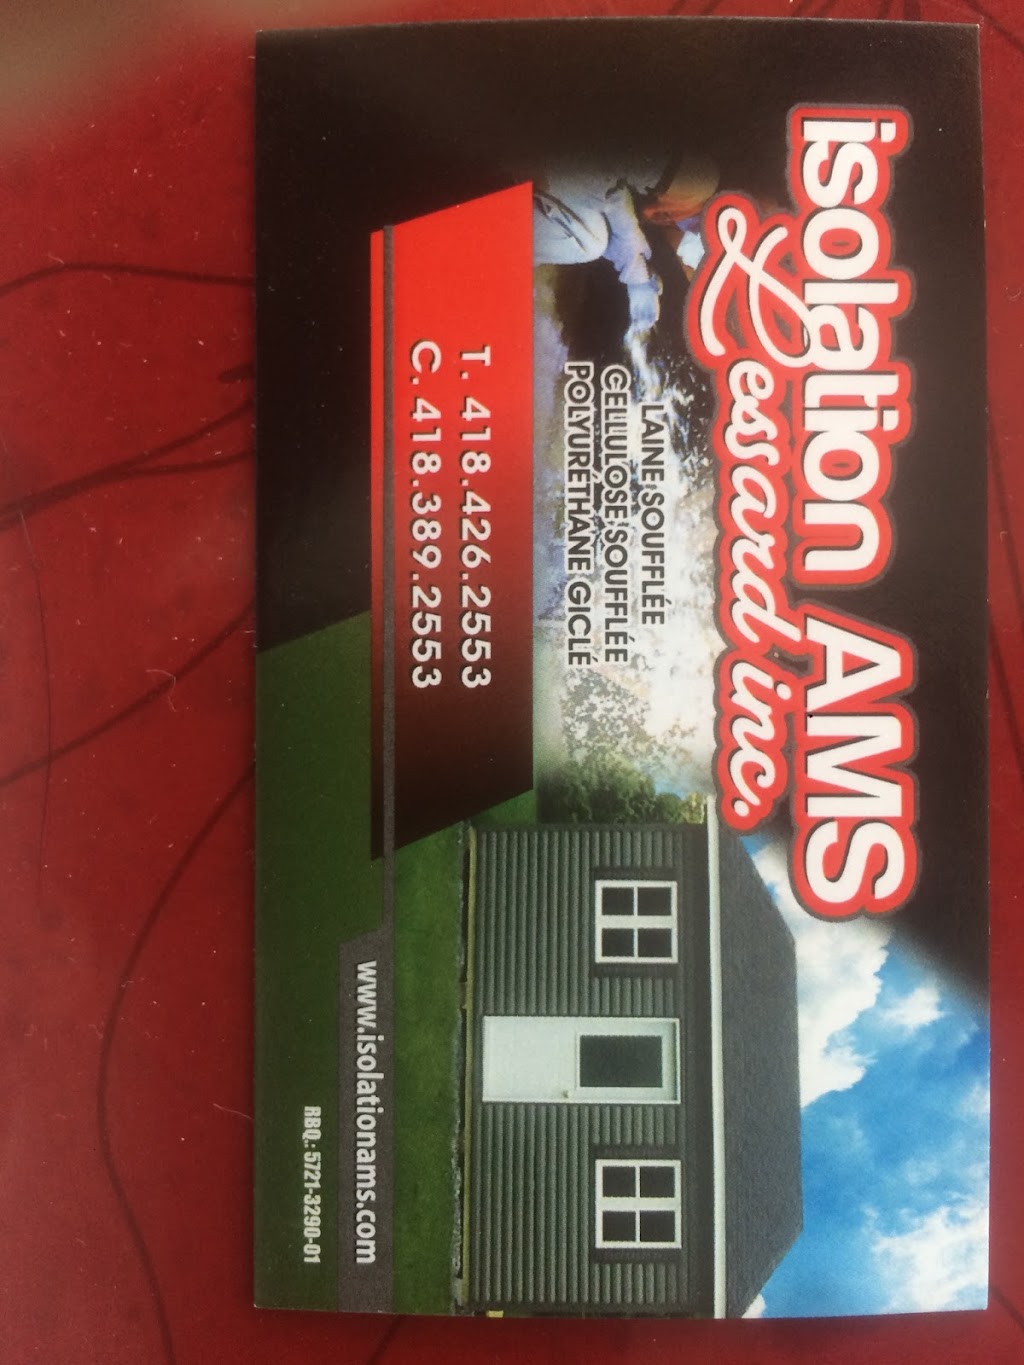 isolation AMS
Lessard inc.
LAINE SOUFFLÉE
CELLULOSE SOUFFLÉE
POLYURÉTHANE GICLÉ
T. 418.426.2553
C. 418.389.2553
www.isolationams.com
RBQ.: 5721-3290-01